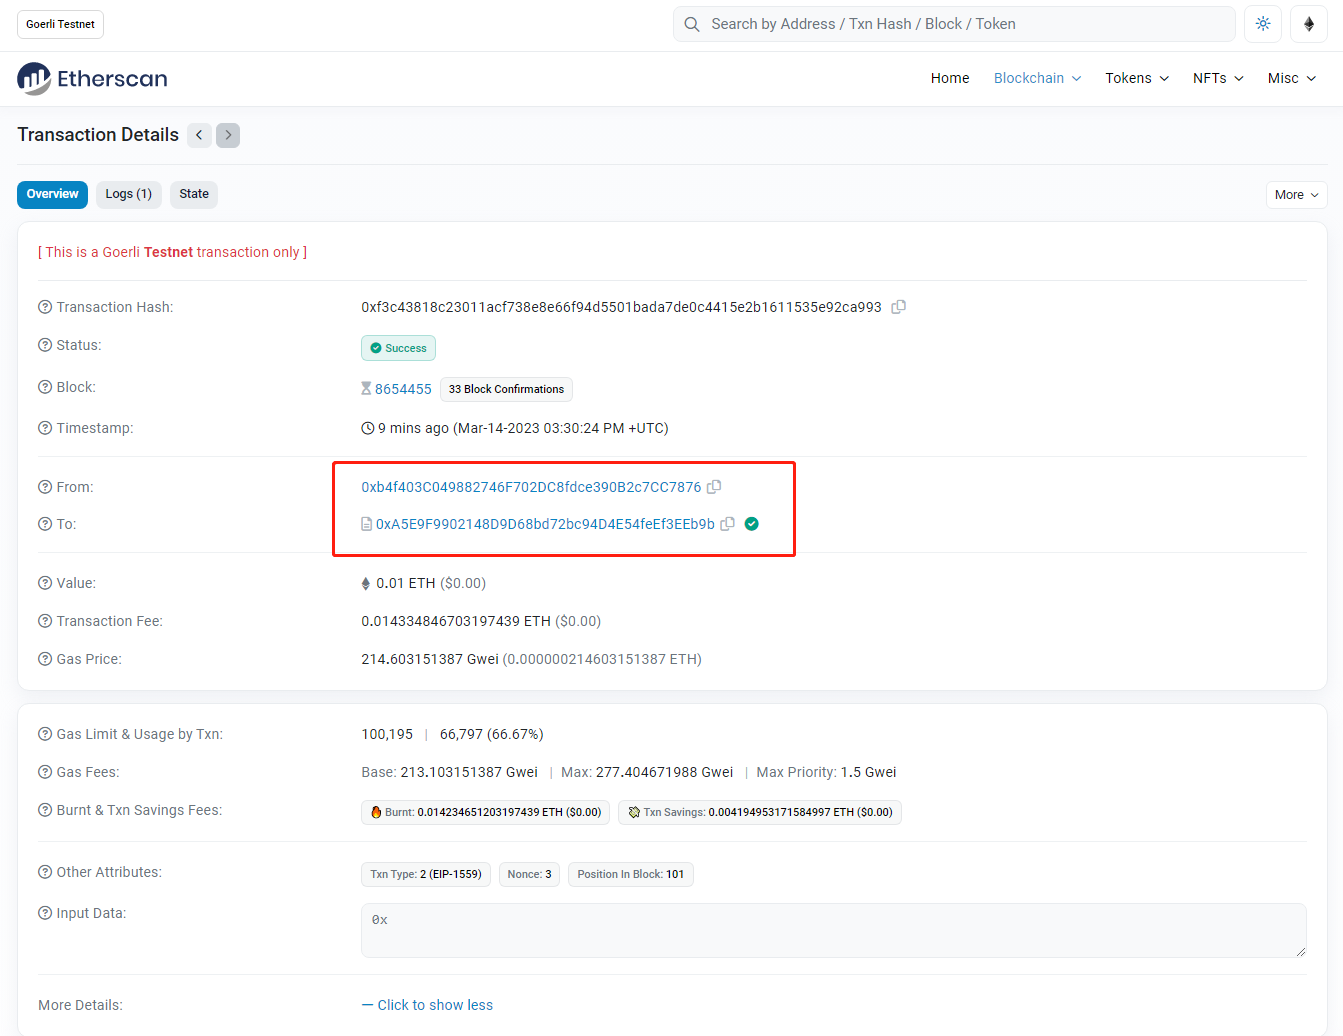 Goerli Testnet
Search by Address / Txn Hash / Block / Token
Etherscan
Home Blockchain Tokens NFTs Misc
Transaction Details
Overview Logs (1) State More
[ This is a Goerli Testnet transaction only ]
Transaction Hash: 0xf3c43818c23011acf738e8e66f94d5501bada7de0c4415e2b1611535e92ca993
Status: Success
Block: 8654455 33 Block Confirmations
Timestamp: 9 mins ago (Mar-14-2023 03:30:24 PM +UTC)
From: 0xb4f403C049882746F702DC8fdce390B2c7CC7876
To: 0xA5E9F9902148D9D68bd72bc94D4E54feEf3EEb9b
Value: 0.01 ETH ($0.00)
Transaction Fee: 0.014334846703197439 ETH ($0.00)
Gas Price: 214.603151387 Gwei (0.000000214603151387 ETH)
Gas Limit & Usage by Txn: 100,195 | 66,797 (66.67%)
Gas Fees: Base: 213.103151387 Gwei | Max: 277.404671988 Gwei | Max Priority: 1.5 Gwei
Burnt & Txn Savings Fees: Burnt: 0.014234651203197439 ETH ($0.00) Txn Savings: 0.004194953171584997 ETH ($0.00)
Other Attributes: Txn Type: 2 (EIP-1559) Nonce: 3 Position In Block: 101
Input Data: 0x
More Details: — Click to show less